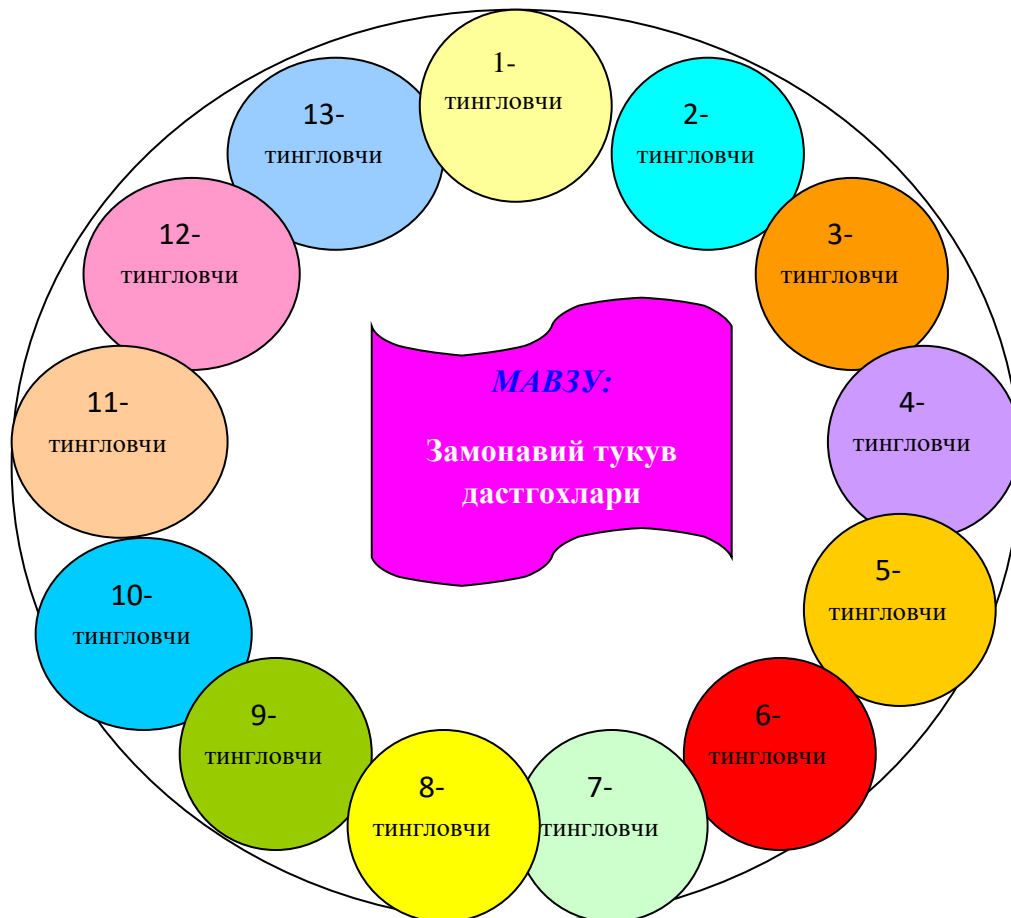 1-
тингловчи
2-
тингловчи
3-
тингловчи
4-
тингловчи
5-
тингловчи
6-
тингловчи
7-
тингловчи
8-
тингловчи
9-
тингловчи
10-
тингловчи
11-
тингловчи
12-
тингловчи
13-
тингловчи
МАВЗУ:
Замонавий тукув
дастгохлари